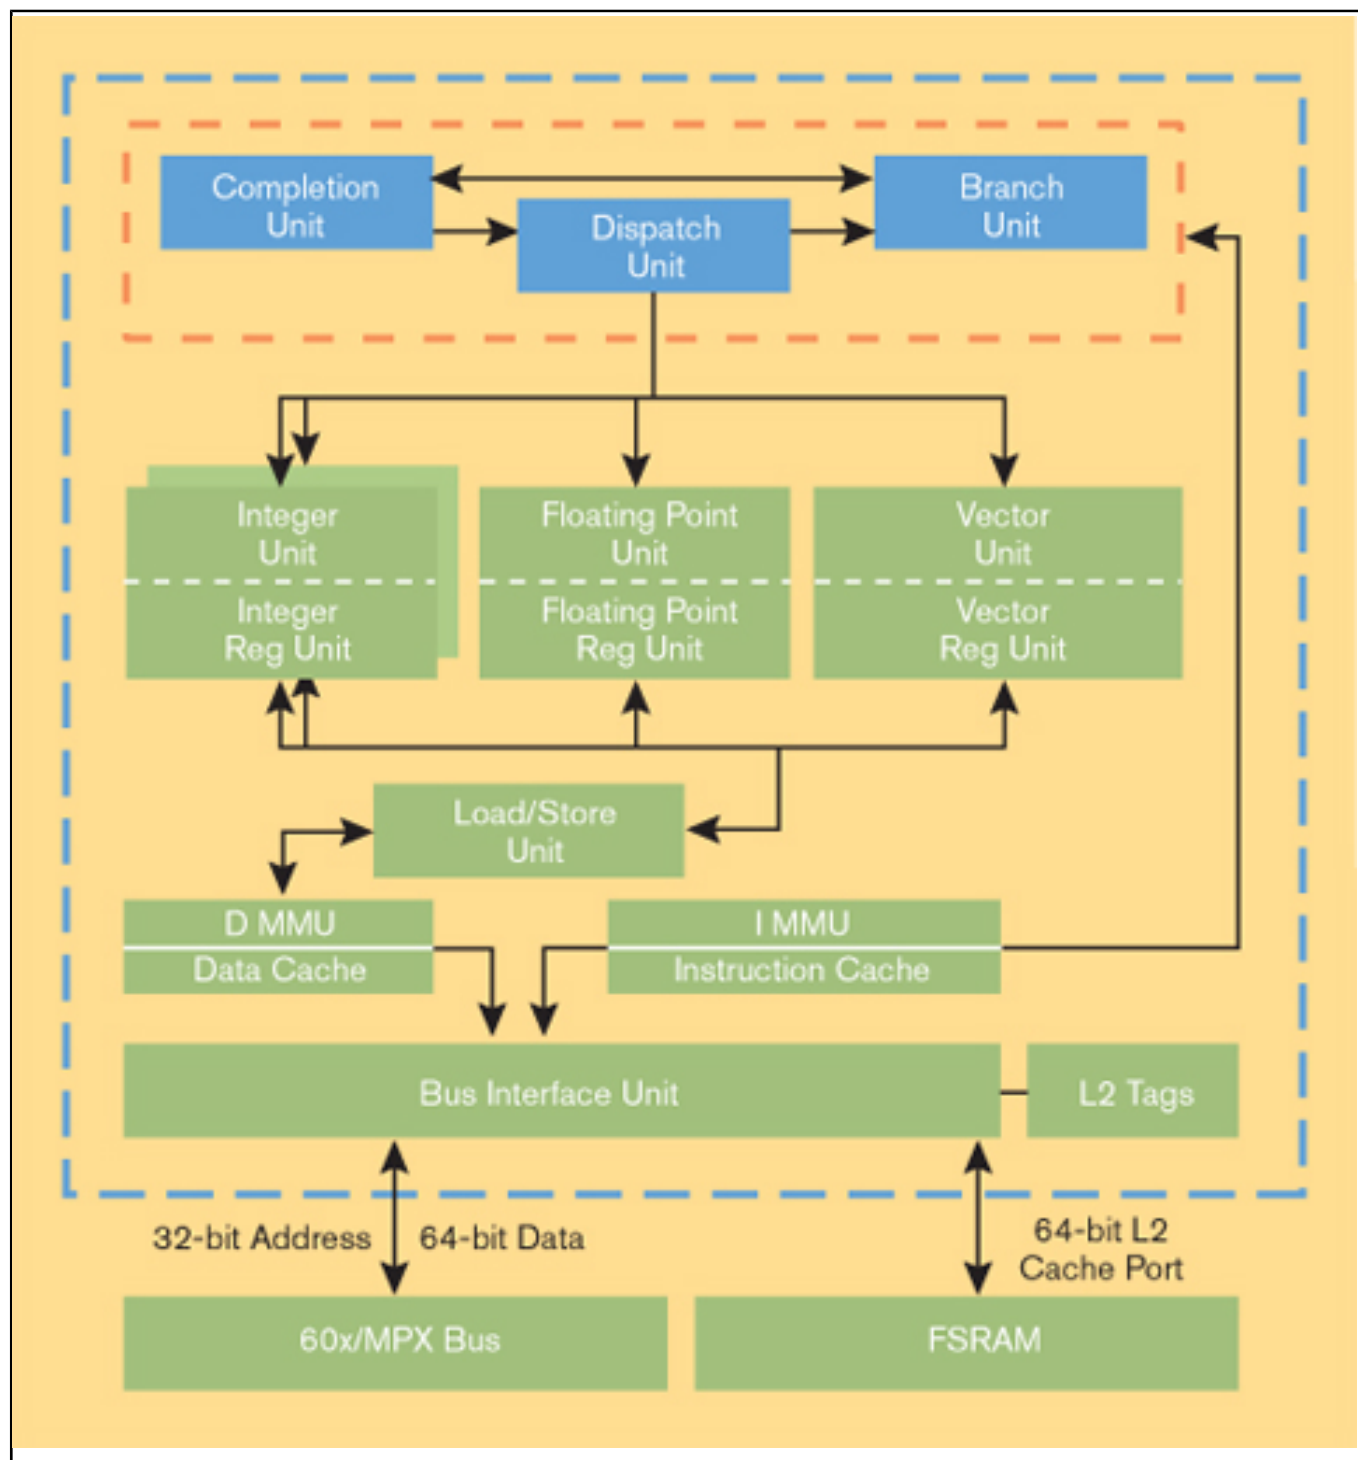 Completion
Unit
Dispatch
Unit
Branch
Unit
Integer
Unit
Integer
Reg Unit
Floating Point
Unit
Floating Point
Reg Unit
Vector
Unit
Vector
Reg Unit
Load/Store
Unit
D MMU
Data Cache
I MMU
Instruction Cache
Bus Interface Unit
L2 Tags
32-bit Address
64-bit Data
64-bit L2
Cache Port
60x/MPX Bus
FSRAM